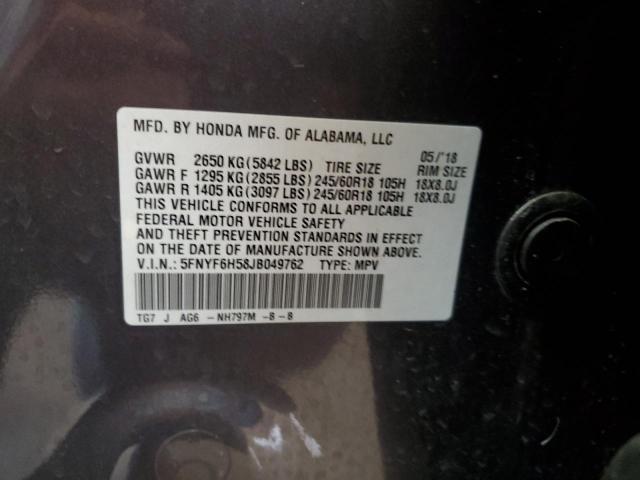 MFD. BY HONDA MFG. OF ALABAMA, LLC
GVWR 2650 KG (5842 LBS) TIRE SIZE 05/'18 RIM SIZE
GAWR F 1295 KG (2855 LBS) 245/60R18 105H 18X8.0J
GAWR R 1405 KG (3097 LBS) 245/60R18 105H 18X8.0J
THIS VEHICLE CONFORMS TO ALL APPLICABLE
FEDERAL MOTOR VEHICLE SAFETY
AND THEFT PREVENTION STANDARDS IN EFFECT
ON THE DATE OF MANUFACTURE SHOWN ABOVE.
V.I.N.: 5FNYF6H58JB049762 TYPE: MPV
TG7 J AG6 -NH797M -8-8